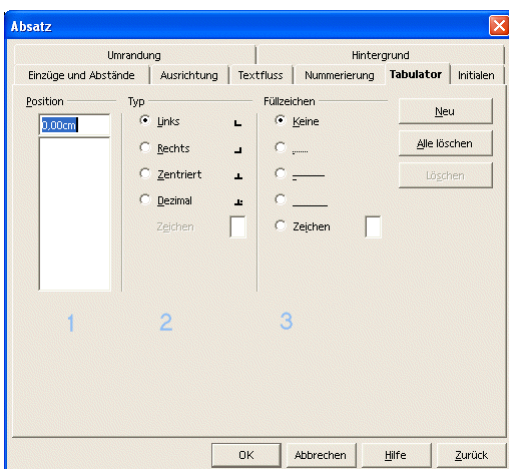 Absatz
Umrandung Hintergrund
Einzüge und Abstände Ausrichtung Textfluss Nummerierung Tabulator Initialen
Position Typ Füllzeichen
0,00cm Links Keine Neu
Rechts Alle löschen
Zentriert Löschen
Dezimal
Zeichen Zeichen
1 2 3
OK Abbrechen Hilfe Zurück